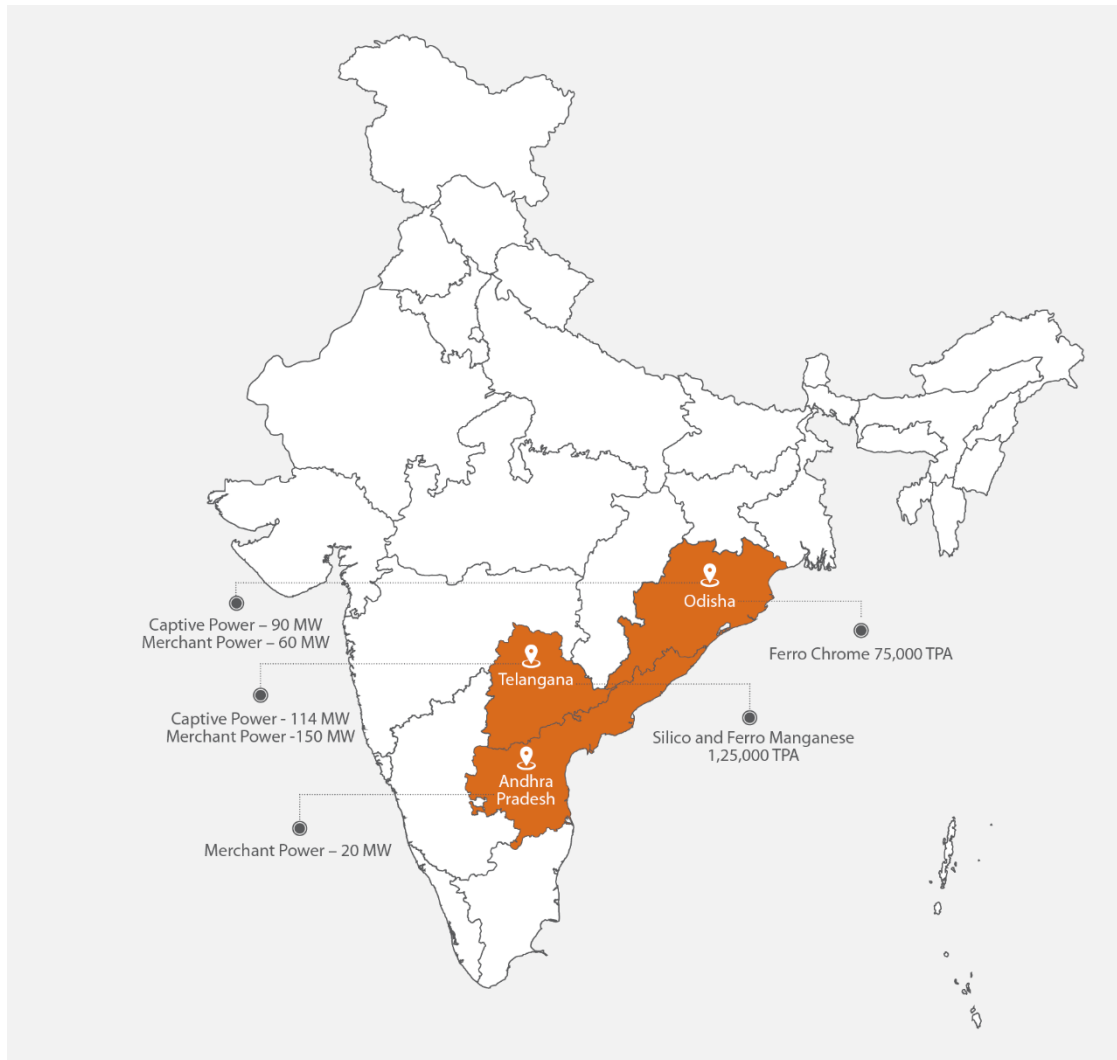 Odisha
Captive Power – 90 MW
Merchant Power – 60 MW
Ferro Chrome 75,000 TPA
Telangana
Captive Power - 114 MW
Merchant Power -150 MW
Silico and Ferro Manganese
1,25,000 TPA
Andhra
Pradesh
Merchant Power – 20 MW